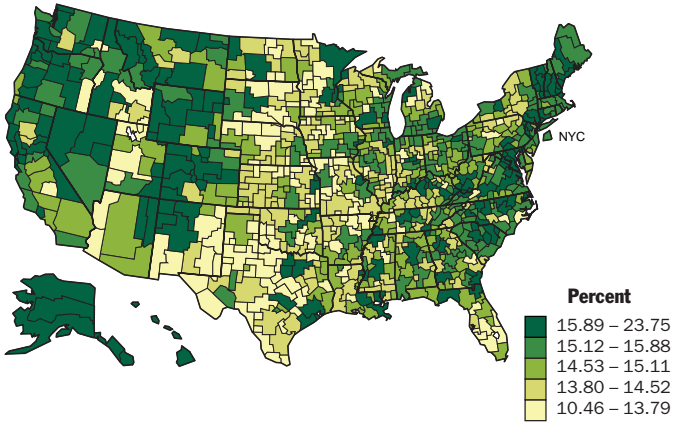 NYC
Percent
15.89 – 23.75
15.12 – 15.88
14.53 – 15.11
13.80 – 14.52
10.46 – 13.79